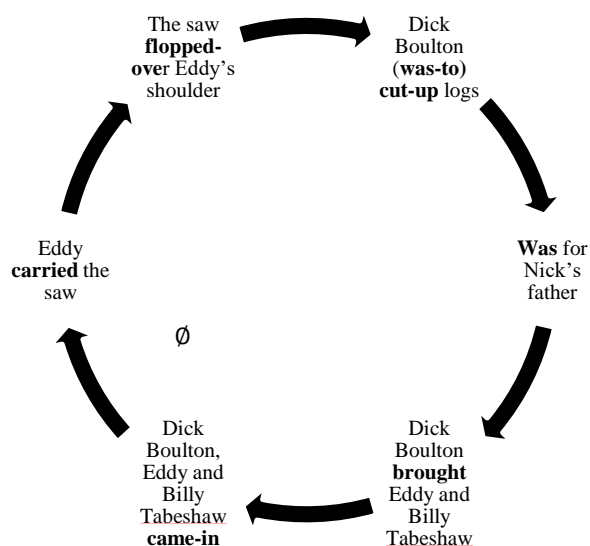 The saw
flopped-
over Eddy's
shoulder
Dick
Boulton
(was-to)
cut-up logs
Was for
Nick's
father
Dick
Boulton
brought
Eddy and
Billy
Tabeshaw
Dick
Boulton,
Eddy and
Billy
Tabeshaw
came-in
Eddy
carried the
saw
Ø